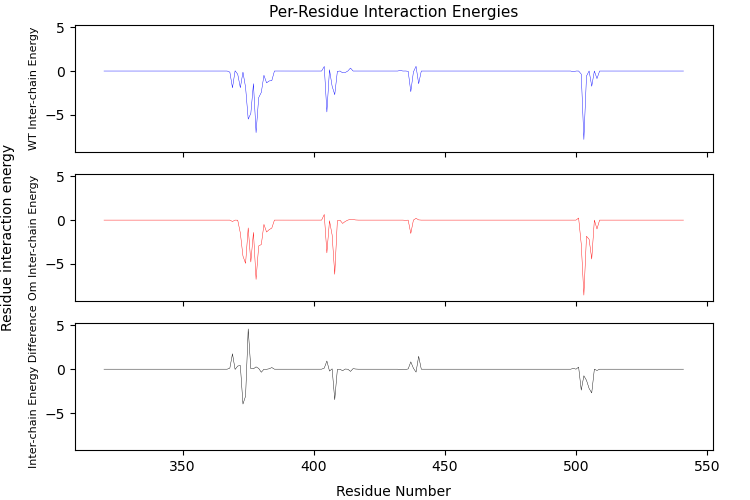 Per-Residue Interaction Energies
Residue interaction energy
WT Inter-chain Energy
5
0
−5
Om Inter-chain Energy
5
0
−5
Inter-chain Energy Difference
5
0
−5
350
400
450
500
550
Residue Number